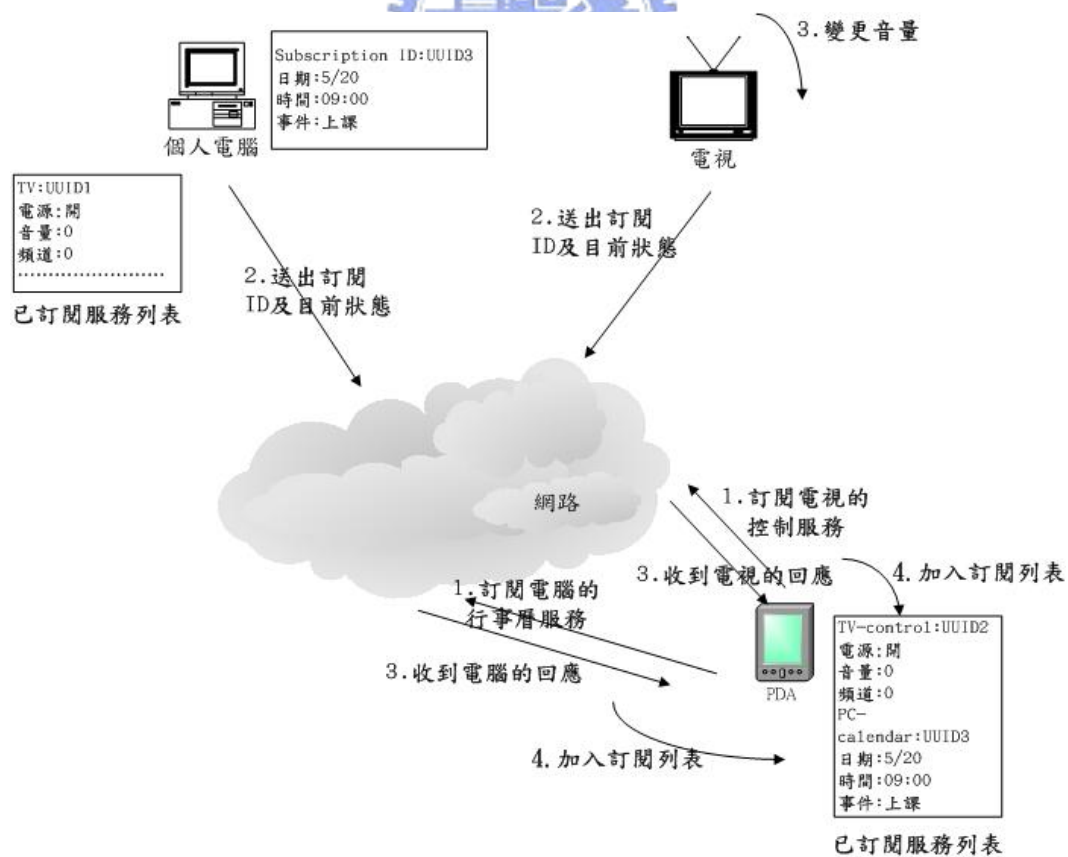 3.變更音量
Subscription ID:UUID3
日期:5/20
時間:09:00
事件:上課
個人電腦
電視
TV:UUID1
電源:開
音量:0
頻道:0
........................
已訂閱服務列表
2.送出訂閱
ID及目前狀態
2.送出訂閱
ID及目前狀態
網路
1.訂閱電視的
控制服務
3.收到電視的回應
4.加入訂閱列表
1.訂閱電腦的
行事曆服務
3.收到電腦的回應
4.加入訂閱列表
PDA
TV-control:UUID2
電源:開
音量:0
頻道:0
PC-
calendar:UUID3
日期:5/20
時間:09:00
事件:上課
已訂閱服務列表